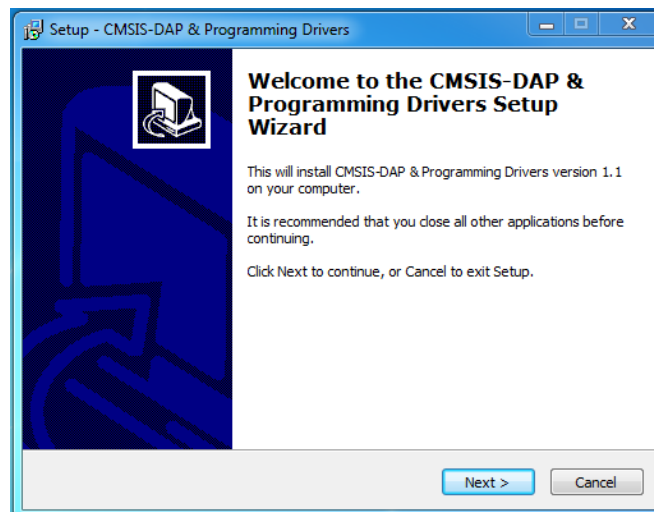 Setup - CMSIS-DAP & Programming Drivers
Welcome to the CMSIS-DAP &
Programming Drivers Setup
Wizard
This will install CMSIS-DAP & Programming Drivers version 1.1
on your computer.
It is recommended that you close all other applications before
continuing.
Click Next to continue, or Cancel to exit Setup.
Next >
Cancel